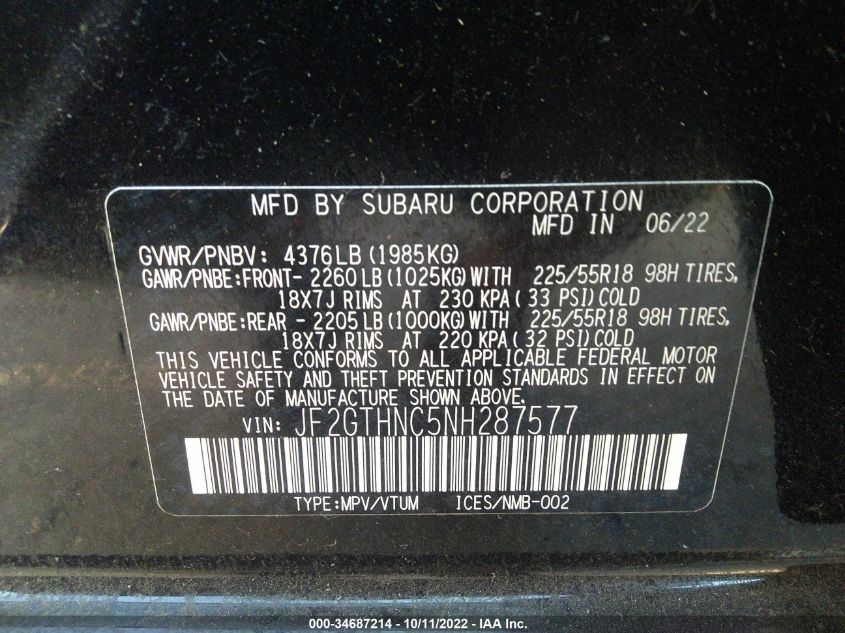 MFD BY SUBARU CORPORATION
MFD IN 06/22
GVWR/PNBV: 4376LB (1985KG)
GAWR/PNBE:FRONT- 2260LB (1025KG) WITH 225/55R18 98H TIRES,
18X7J RIMS AT 230 KPA( 33 PSI) COLD
GAWR/PNBE:REAR - 2205LB (1000KG) WITH 225/55R18 98H TIRES,
18X7J RIMS AT 220 KPA( 32 PSI) COLD
THIS VEHICLE CONFORMS TO ALL APPLICABLE FEDERAL MOTOR
VEHICLE SAFETY AND THEFT PREVENTION STANDARDS IN EFFECT ON
THE DATE OF MANUFACTURE SHOWN ABOVE.
VIN: JF2GTHNC5NH287577
TYPE:MPV/VTUM ICES/NMB-002
000-34687214 - 10/11/2022 - IAA Inc.